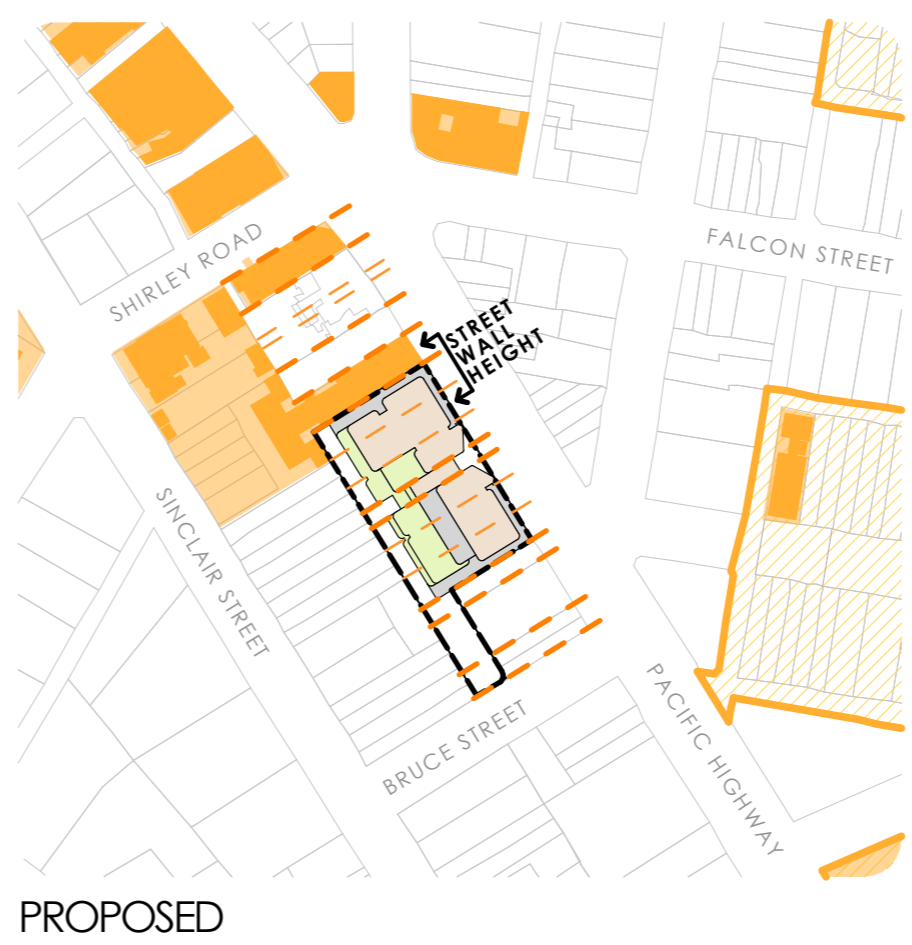 FALCON STREET
SHIRLEY ROAD
STREET
WALL
HEIGHT
SINCLAIR STREET
PACIFIC HIGHWAY
BRUCE STREET
PROPOSED